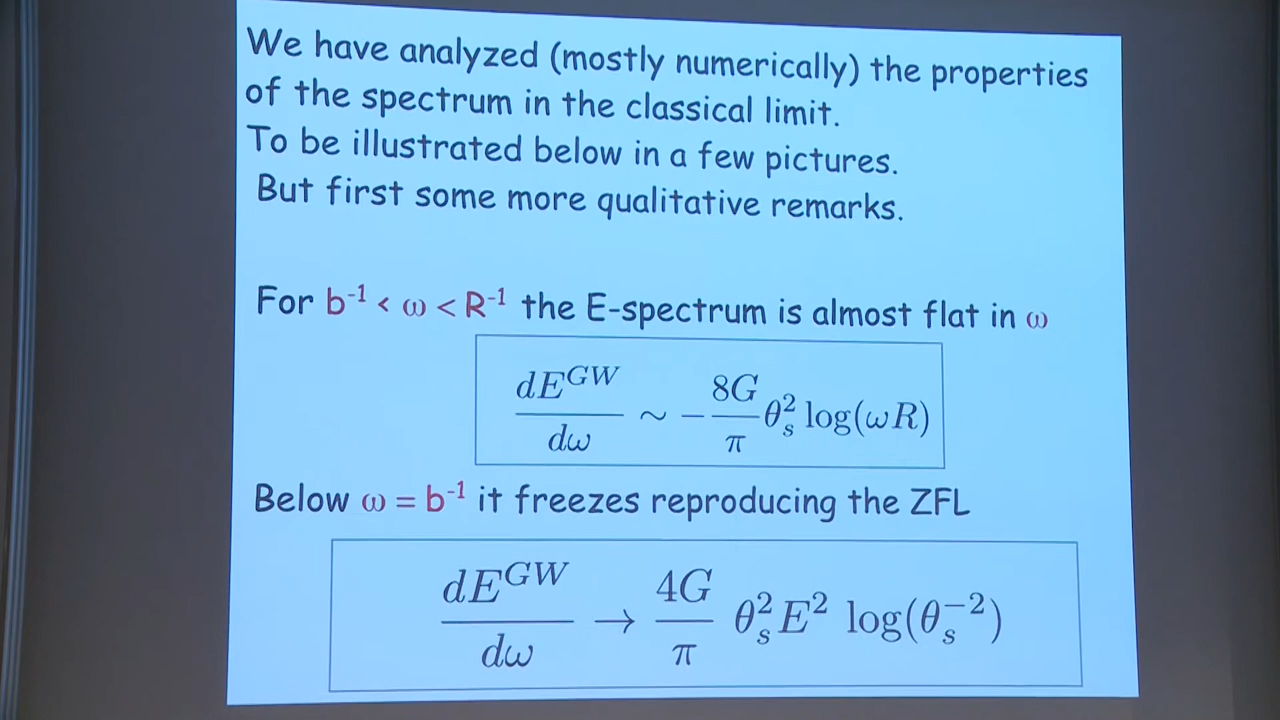 We have analyzed (mostly numerically) the properties
of the spectrum in the classical limit.
To be illustrated below in a few pictures.
But first some more qualitative remarks.
For b⁻¹ < ω < R⁻¹ the E-spectrum is almost flat in ω
dE^{GW}/dω ∼ −(8G/π) θ_s² log(ωR)
Below ω = b⁻¹ it freezes reproducing the ZFL
dE^{GW}/dω → (4G/π) θ_s² E² log(θ_s⁻²)